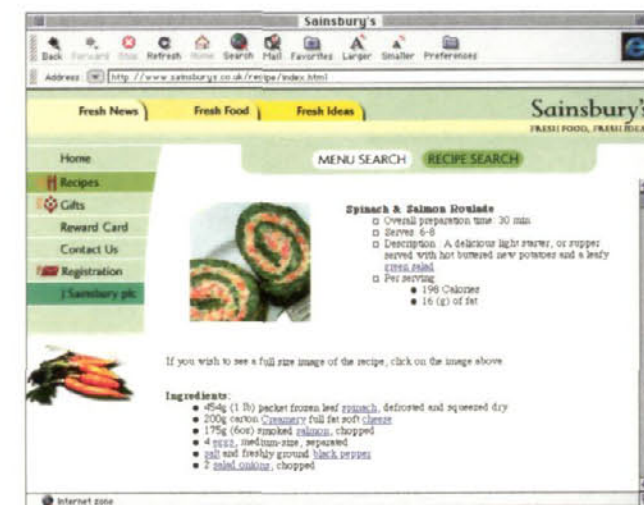 Sainsbury's
Back Forward Stop Refresh Home Search Mail Favorites Larger Smaller Preferences
Address: http://www.sainsburys.co.uk/recipe/index.html
Fresh News Fresh Food Fresh Ideas
Sainsbury's
FRESH FOOD, FRESH IDEAS
MENU SEARCH RECIPE SEARCH
Home
Recipes
Gifts
Reward Card
Contact Us
Registration
J Sainsbury plc
Spinach & Salmon Roulade
Overall preparation time: 30 min
Serves: 6-8
Description: A delicious light starter, or supper
served with hot buttered new potatoes and a leafy
green salad
Per serving
198 Calories
16 (g) of fat
If you wish to see a full size image of the recipe, click on the image above
Ingredients:
454g (1 lb) packet frozen leaf spinach, defrosted and squeezed dry
200g carton Creamery full fat soft cheese
175g (6oz) smoked salmon, chopped
4 eggs, medium-size, separated
salt and freshly ground black pepper
2 salad onions, chopped
Internet zone